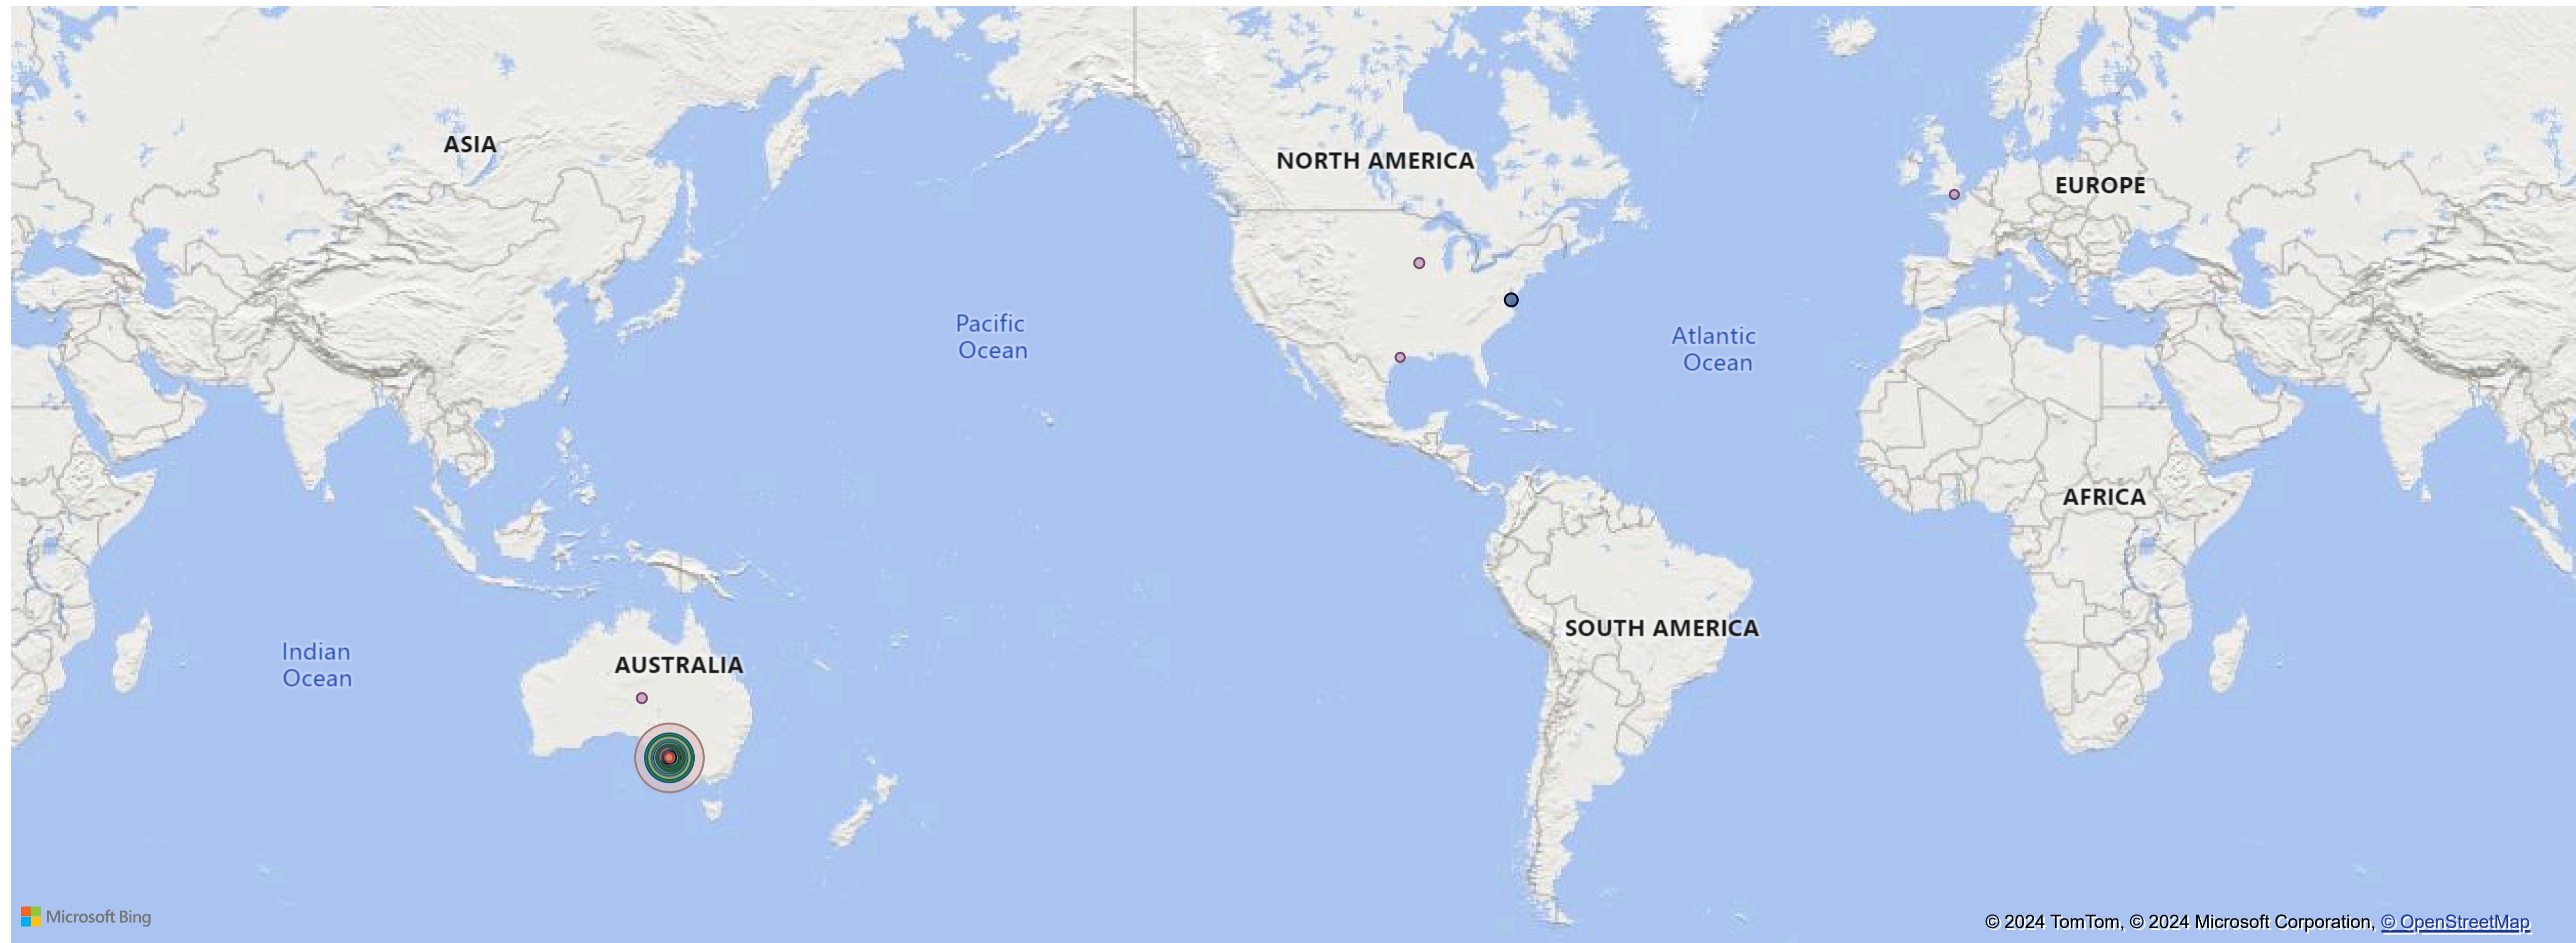 ASIA
NORTH AMERICA
EUROPE
Pacific
Ocean
Atlantic
Ocean
AFRICA
SOUTH AMERICA
Indian
Ocean
AUSTRALIA
Microsoft Bing
© 2024 TomTom, © 2024 Microsoft Corporation, © OpenStreetMap